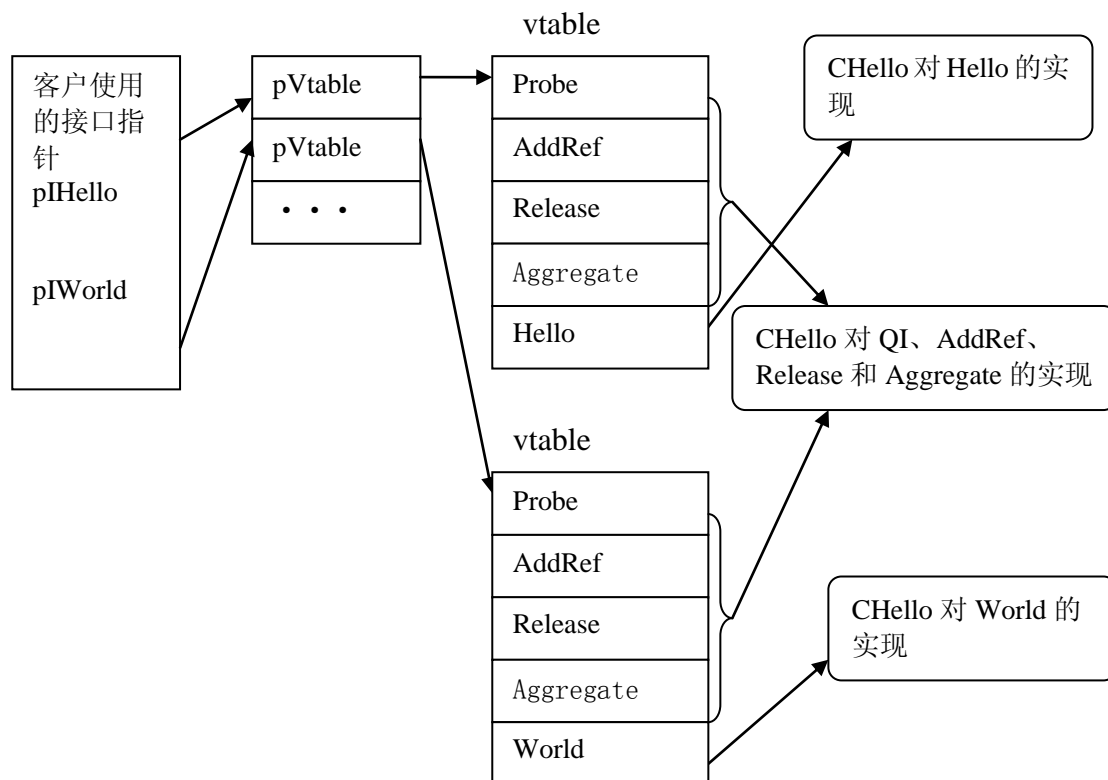 vtable
客户使用
的接口指
针
pIHello
pIWorld
pVtable
pVtable
···
Probe
AddRef
Release
Aggregate
Hello
CHello 对 Hello 的实
现
CHello 对 QI、AddRef、
Release 和 Aggregate 的实现
vtable
Probe
AddRef
Release
Aggregate
World
CHello 对 World 的
实现